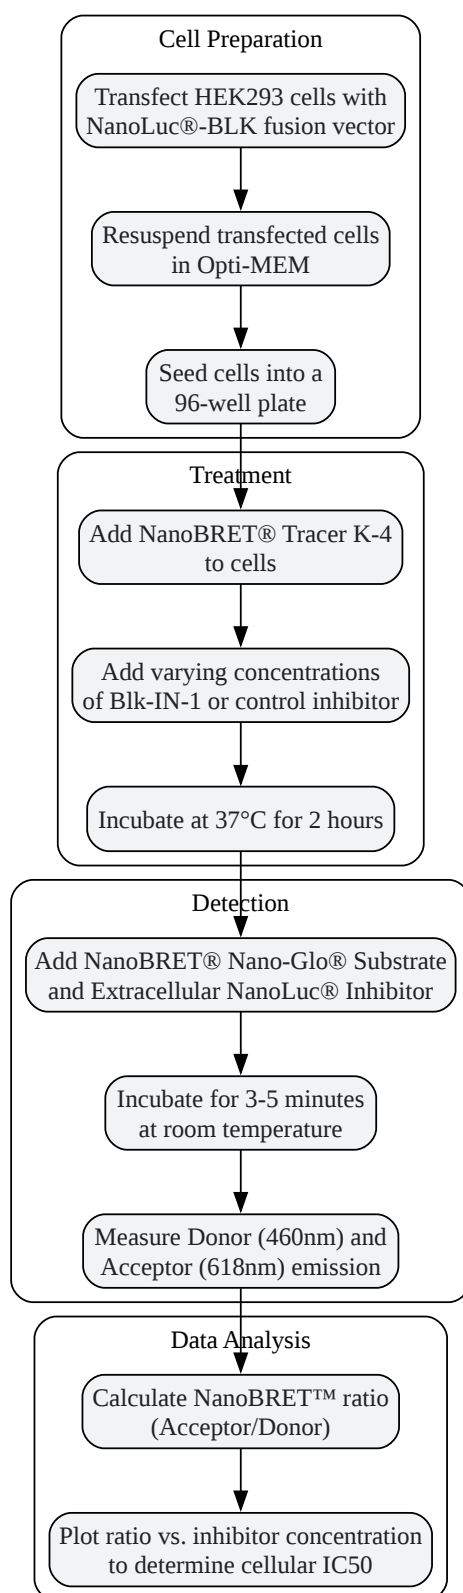 Cell Preparation
Transfect HEK293 cells with
NanoLuc®-BLK fusion vector
Resuspend transfected cells
in Opti-MEM
Seed cells into a
96-well plate
Treatment
Add NanoBRET® Tracer K-4
to cells
Add varying concentrations
of Blk-IN-1 or control inhibitor
Incubate at 37°C for 2 hours
Detection
Add NanoBRET® Nano-Glo® Substrate
and Extracellular NanoLuc® Inhibitor
Incubate for 3-5 minutes
at room temperature
Measure Donor (460nm) and
Acceptor (618nm) emission
Data Analysis
Calculate NanoBRET™ ratio
(Acceptor/Donor)
Plot ratio vs. inhibitor concentration
to determine cellular IC50